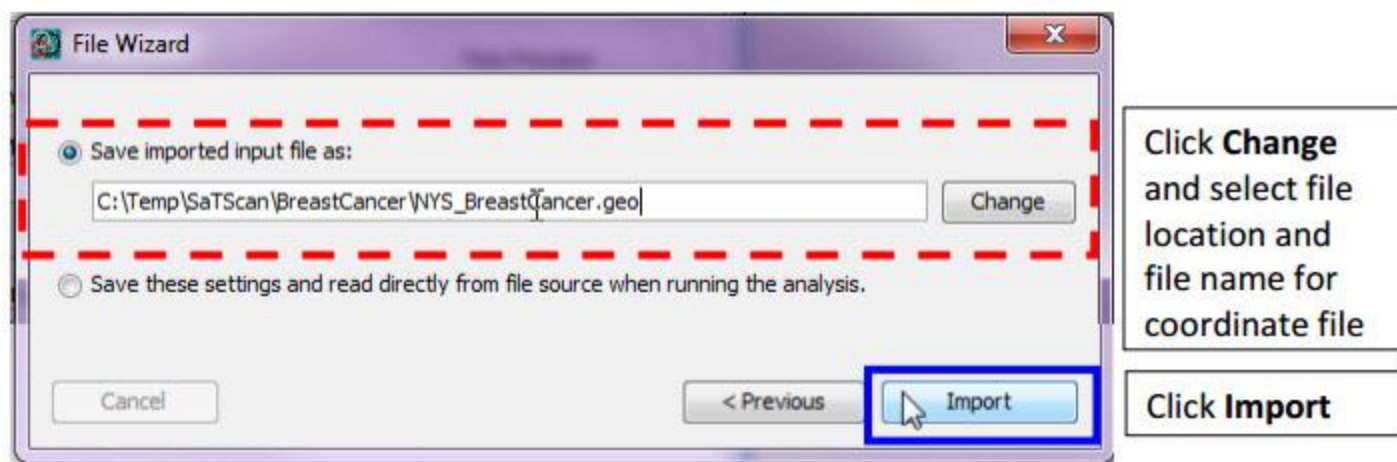 File Wizard
Save imported input file as:
C:\Temp\SaTScan\BreastCancer\NYS_BreastCancer.geo
Change
Save these settings and read directly from file source when running the analysis.
Cancel
< Previous
Import
Click Change
and select file
location and
file name for
coordinate file
Click Import